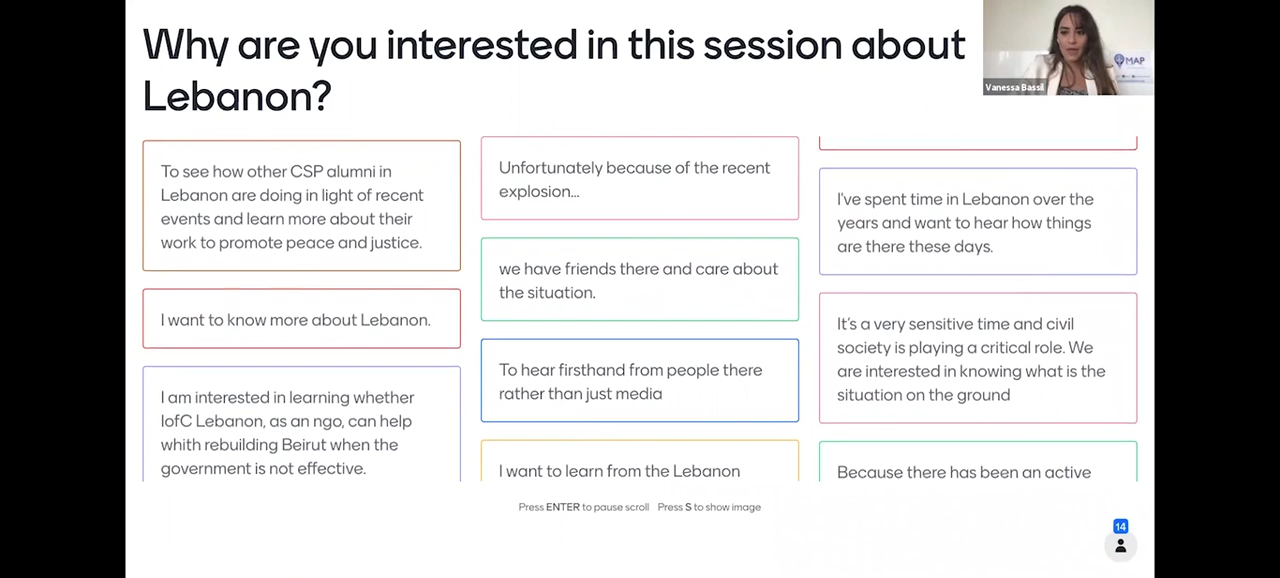 Why are you interested in this session about
Lebanon?
MAP
Vanessa Bassil
To see how other CSP alumni in
Lebanon are doing in light of recent
events and learn more about their
work to promote peace and justice.
I want to know more about Lebanon.
I am interested in learning whether
IofC Lebanon, as an ngo, can help
whith rebuilding Beirut when the
government is not effective.
Unfortunately because of the recent
explosion...
we have friends there and care about
the situation.
To hear firsthand from people there
rather than just media
I want to learn from the Lebanon
I've spent time in Lebanon over the
years and want to hear how things
are there these days.
It's a very sensitive time and civil
society is playing a critical role. We
are interested in knowing what is the
situation on the ground
Because there has been an active
Press ENTER to pause scroll Press S to show image
14